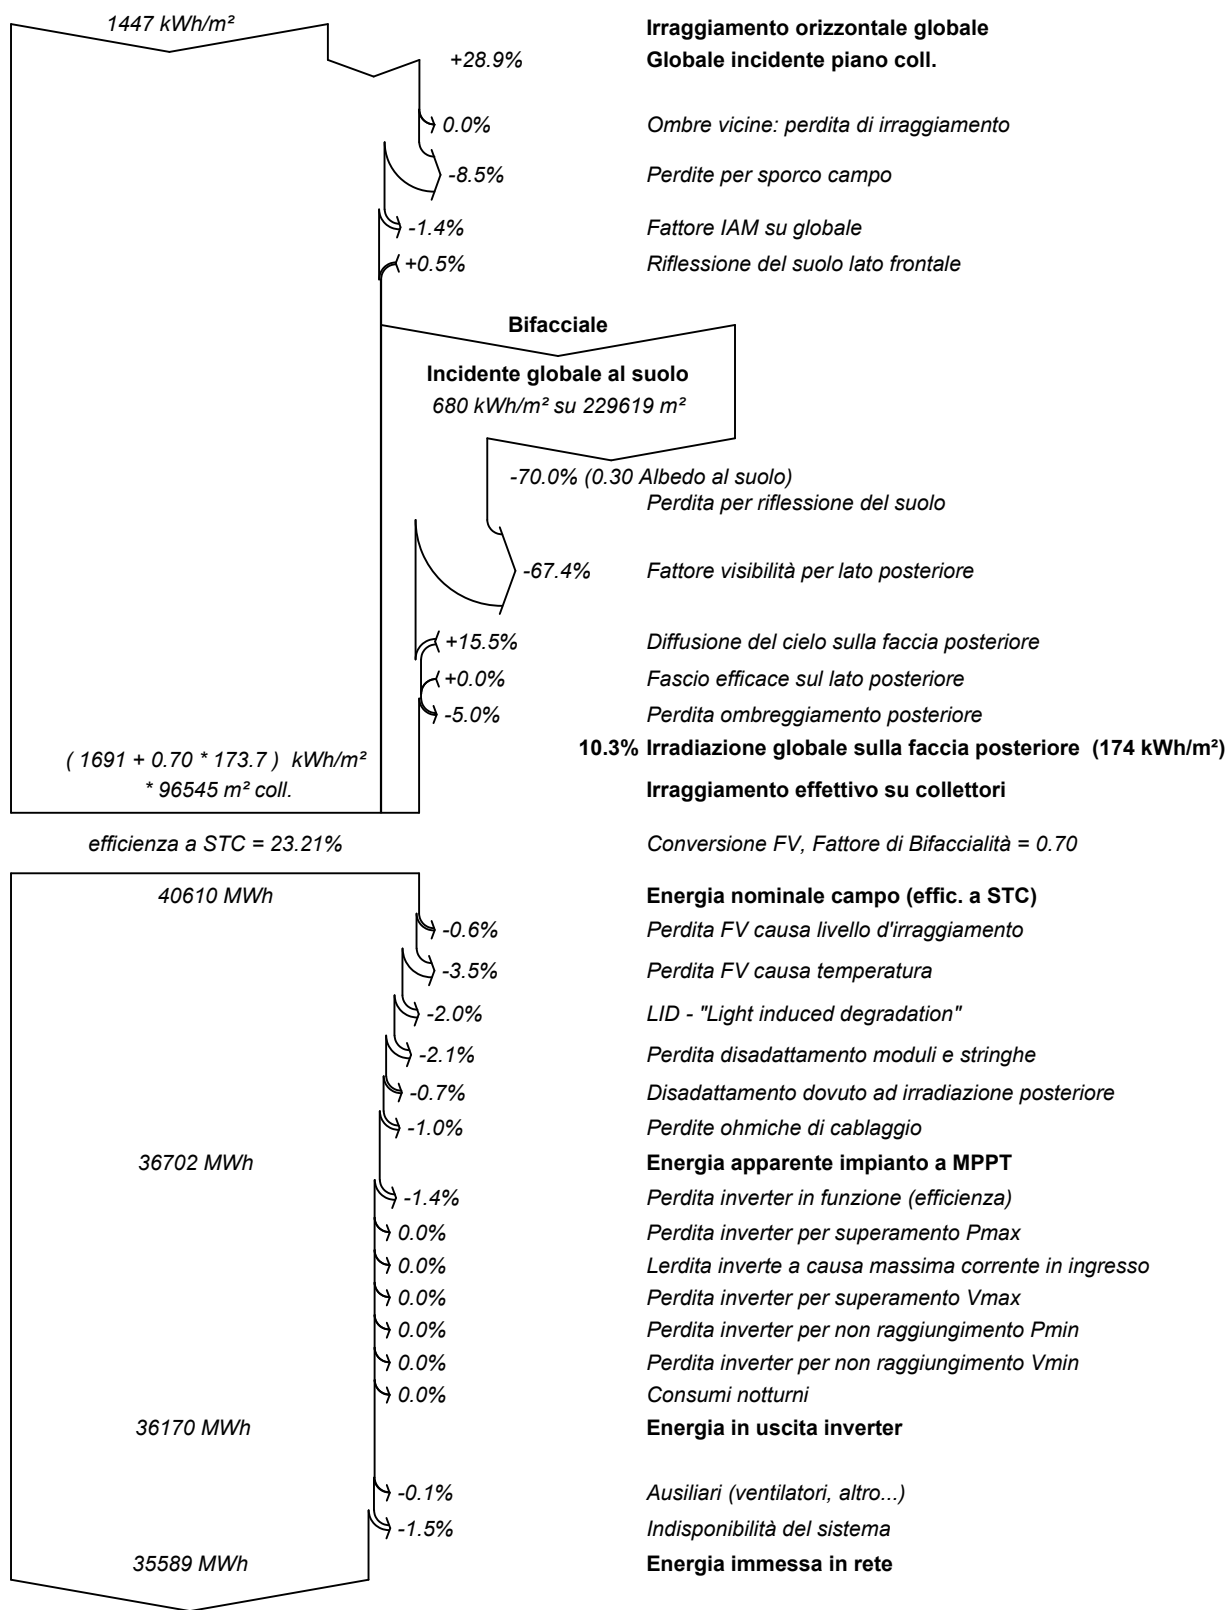 1447 kWh/m² Irraggiamento orizzontale globale
+28.9% Globale incidente piano coll.
0.0% Ombre vicine: perdita di irraggiamento
-8.5% Perdite per sporco campo
-1.4% Fattore IAM su globale
+0.5% Riflessione del suolo lato frontale
Bifacciale
Incidente globale al suolo
680 kWh/m² su 229619 m²
-70.0% (0.30 Albedo al suolo)
Perdita per riflessione del suolo
-67.4% Fattore visibilità per lato posteriore
+15.5% Diffusione del cielo sulla faccia posteriore
+0.0% Fascio efficace sul lato posteriore
-5.0% Perdita ombreggiamento posteriore
10.3% Irradiazione globale sulla faccia posteriore (174 kWh/m²)
( 1691 + 0.70 * 173.7 ) kWh/m²
* 96545 m² coll. Irraggiamento effettivo su collettori
efficienza a STC = 23.21% Conversione FV, Fattore di Bifaccialità = 0.70
40610 MWh Energia nominale campo (effic. a STC)
-0.6% Perdita FV causa livello d'irraggiamento
-3.5% Perdita FV causa temperatura
-2.0% LID - "Light induced degradation"
-2.1% Perdita disadattamento moduli e stringhe
-0.7% Disadattamento dovuto ad irradiazione posteriore
-1.0% Perdite ohmiche di cablaggio
36702 MWh Energia apparente impianto a MPPT
-1.4% Perdita inverter in funzione (efficienza)
0.0% Perdita inverter per superamento Pmax
0.0% Lerdita inverte a causa massima corrente in ingresso
0.0% Perdita inverter per superamento Vmax
0.0% Perdita inverter per non raggiungimento Pmin
0.0% Perdita inverter per non raggiungimento Vmin
0.0% Consumi notturni
36170 MWh Energia in uscita inverter
-0.1% Ausiliari (ventilatori, altro...)
-1.5% Indisponibilità del sistema
35589 MWh Energia immessa in rete